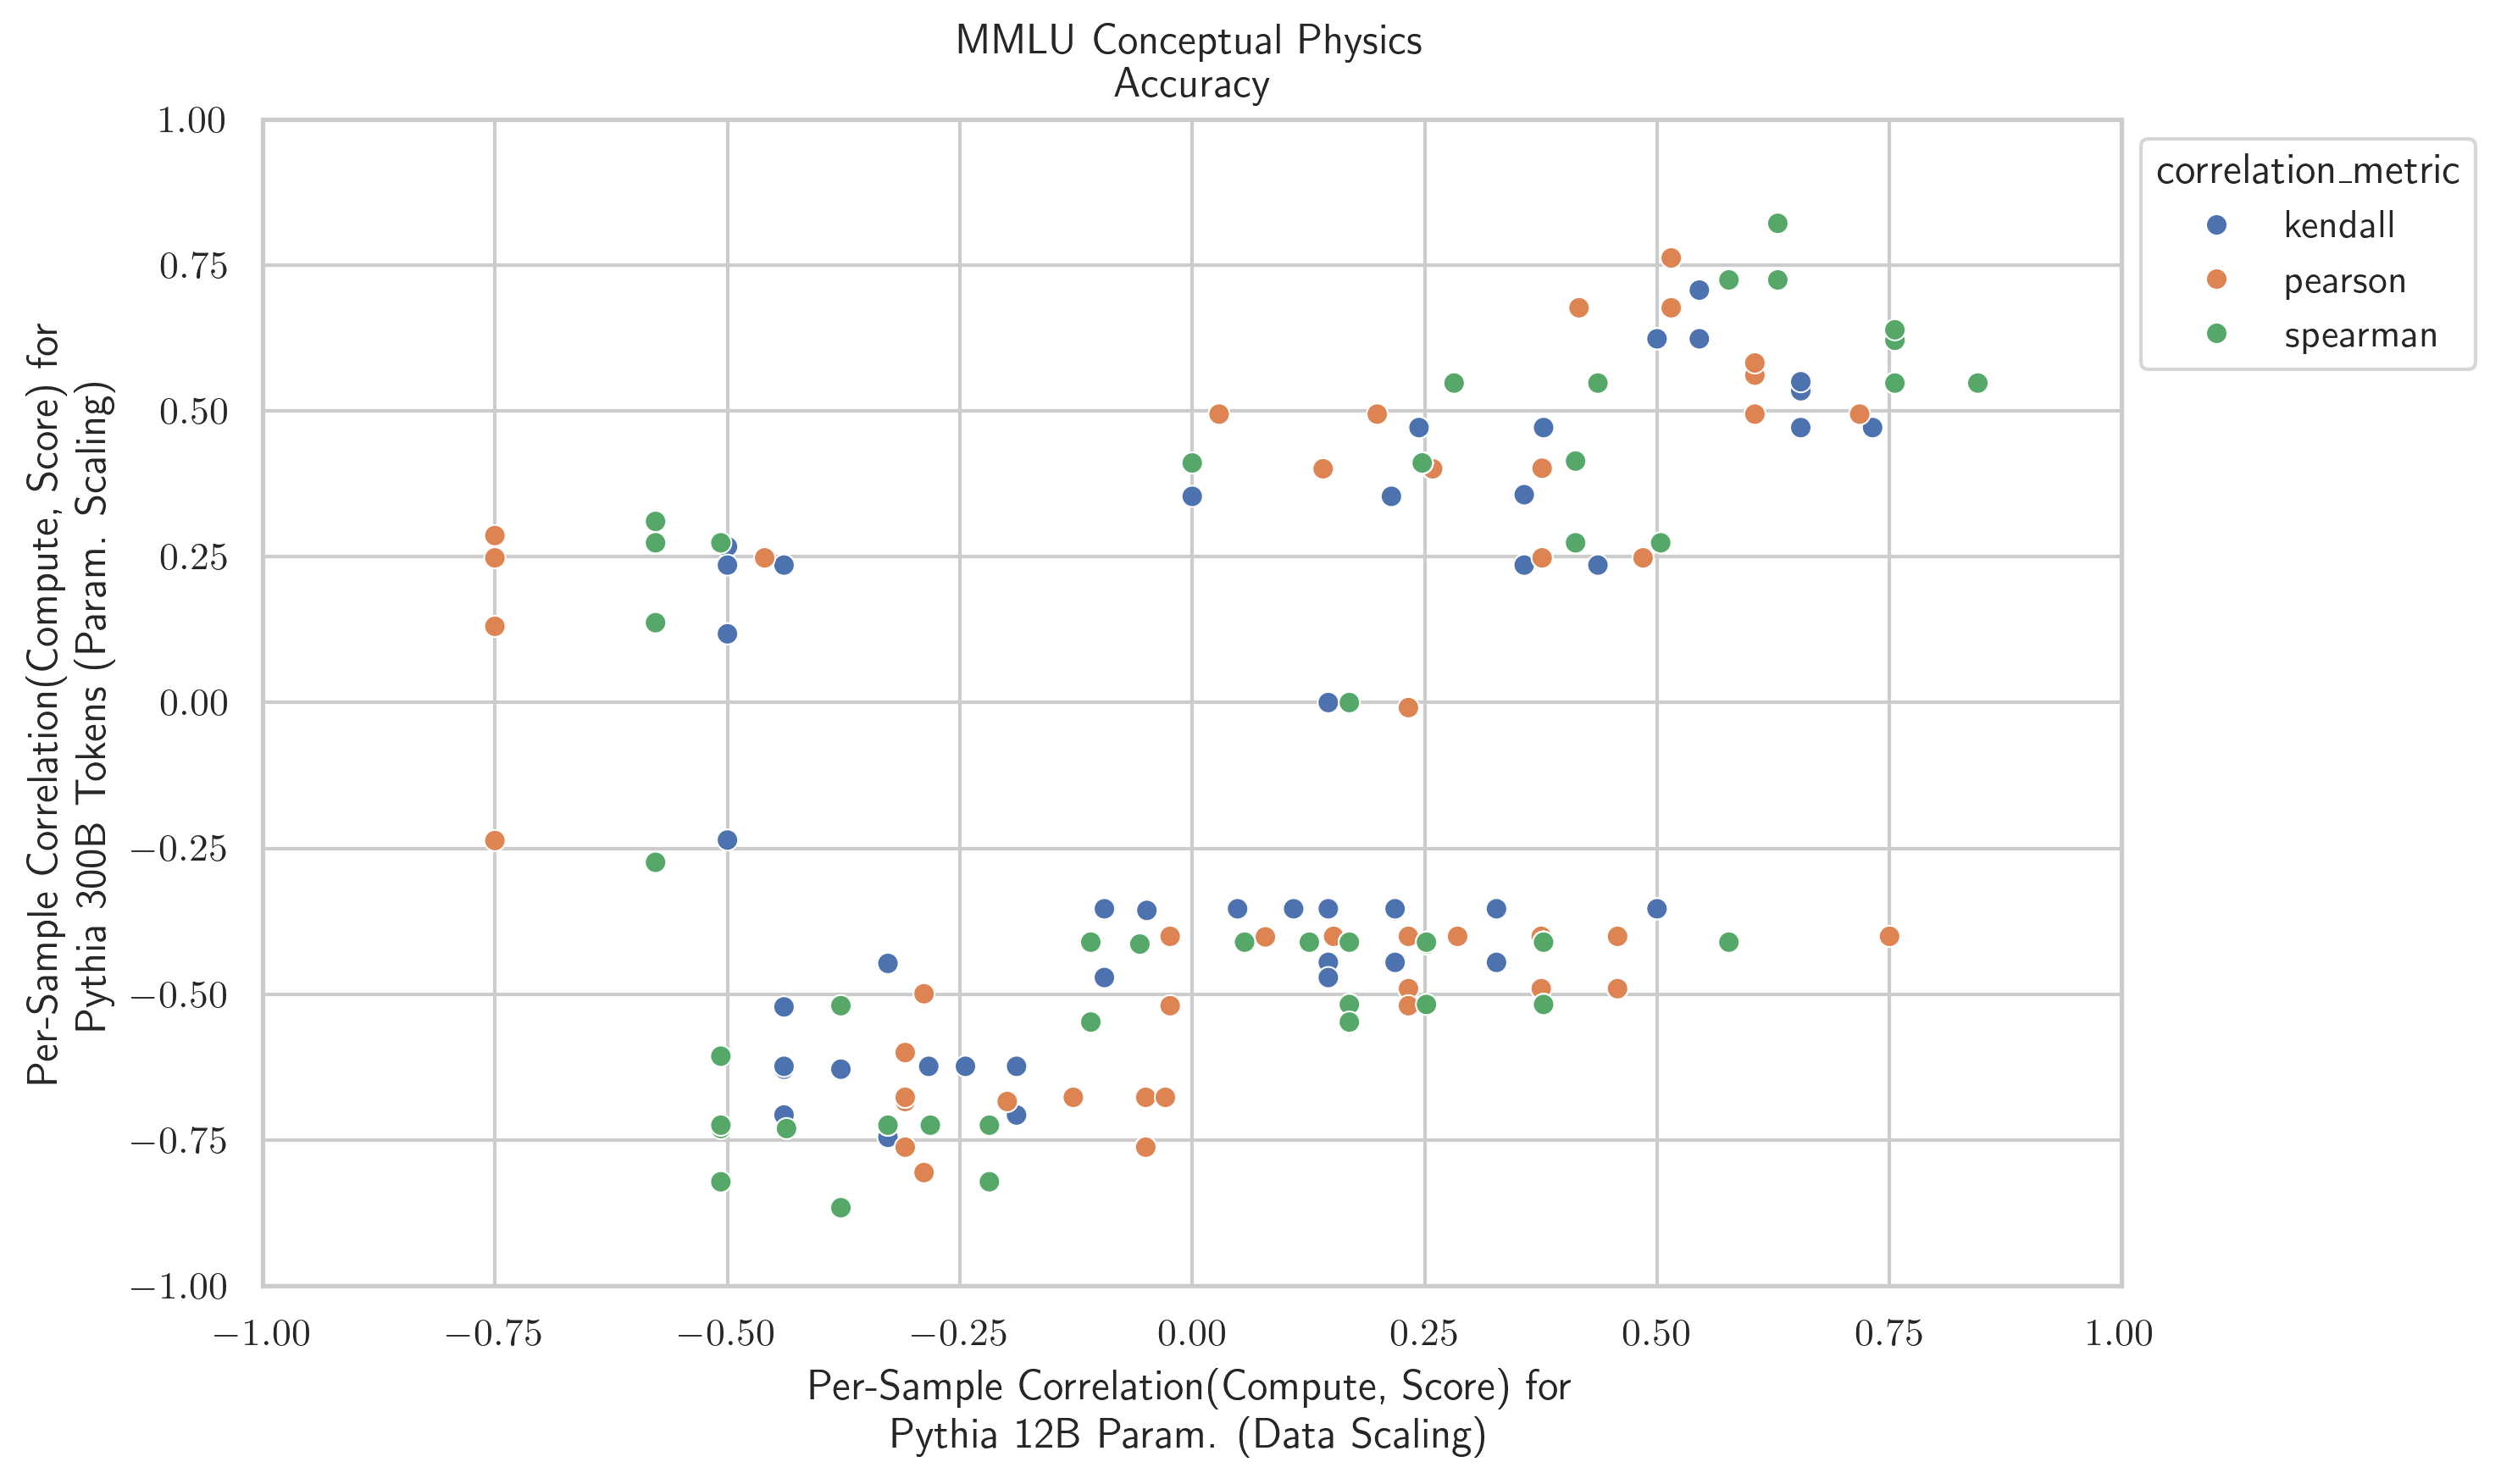 MMLU Conceptual Physics
Accuracy
1.00
0.75
0.50
0.25
0.00
−0.25
−0.50
−0.75
−1.00
Per-Sample Correlation(Compute, Score) for
Pythia 300B Tokens (Param. Scaling)
−1.00 −0.75 −0.50 −0.25 0.00 0.25 0.50 0.75 1.00
Per-Sample Correlation(Compute, Score) for
Pythia 12B Param. (Data Scaling)
correlation_metric
kendall
pearson
spearman